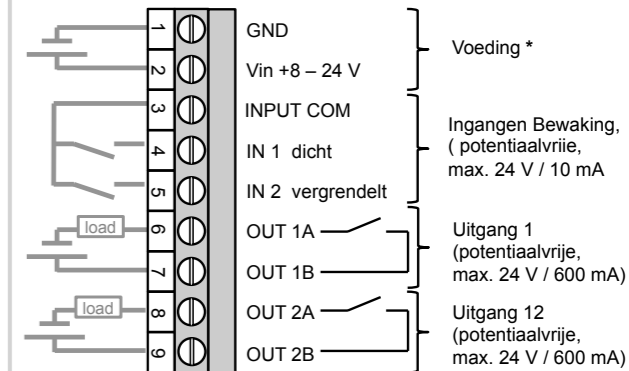 1 GND
2 Vin +8 – 24 V
Voeding *
3 INPUT COM
4 IN 1 dicht
5 IN 2 vergrendelt
Ingangen Bewaking,
( potentiaalvriie,
max. 24 V / 10 mA
load 6 OUT 1A
7 OUT 1B
Uitgang 1
(potentiaalvrije,
max. 24 V / 600 mA)
load 8 OUT 2A
9 OUT 2B
Uitgang 12
(potentiaalvrije,
max. 24 V / 600 mA)